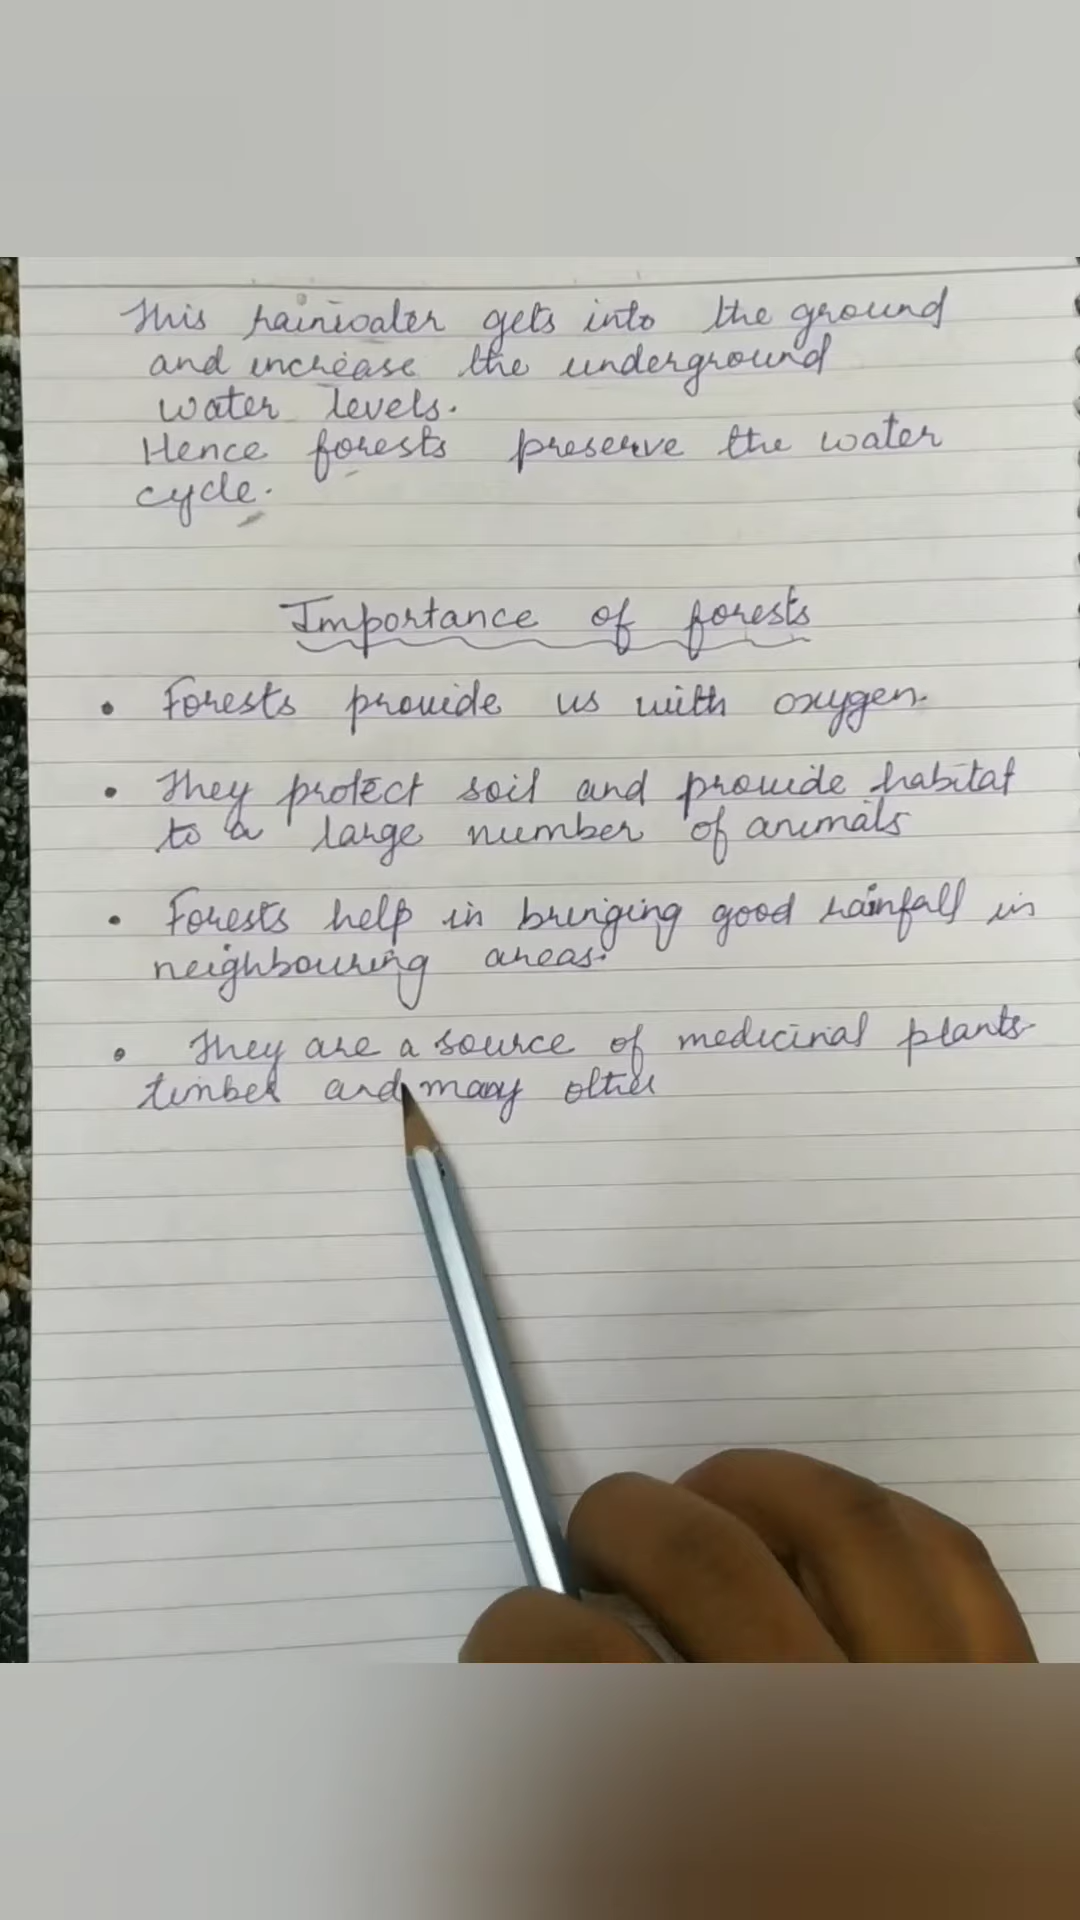 This rainwater gets into the ground
and increase the underground
water levels.
Hence forests preserve the water
cycle.
Importance of forests
• Forests provide us with oxygen.
• They protect soil and provide habitat
to a large number of animals
• Forests help in bringing good rainfall in
neighbouring areas.
• They are a source of medicinal plants
timber and many other